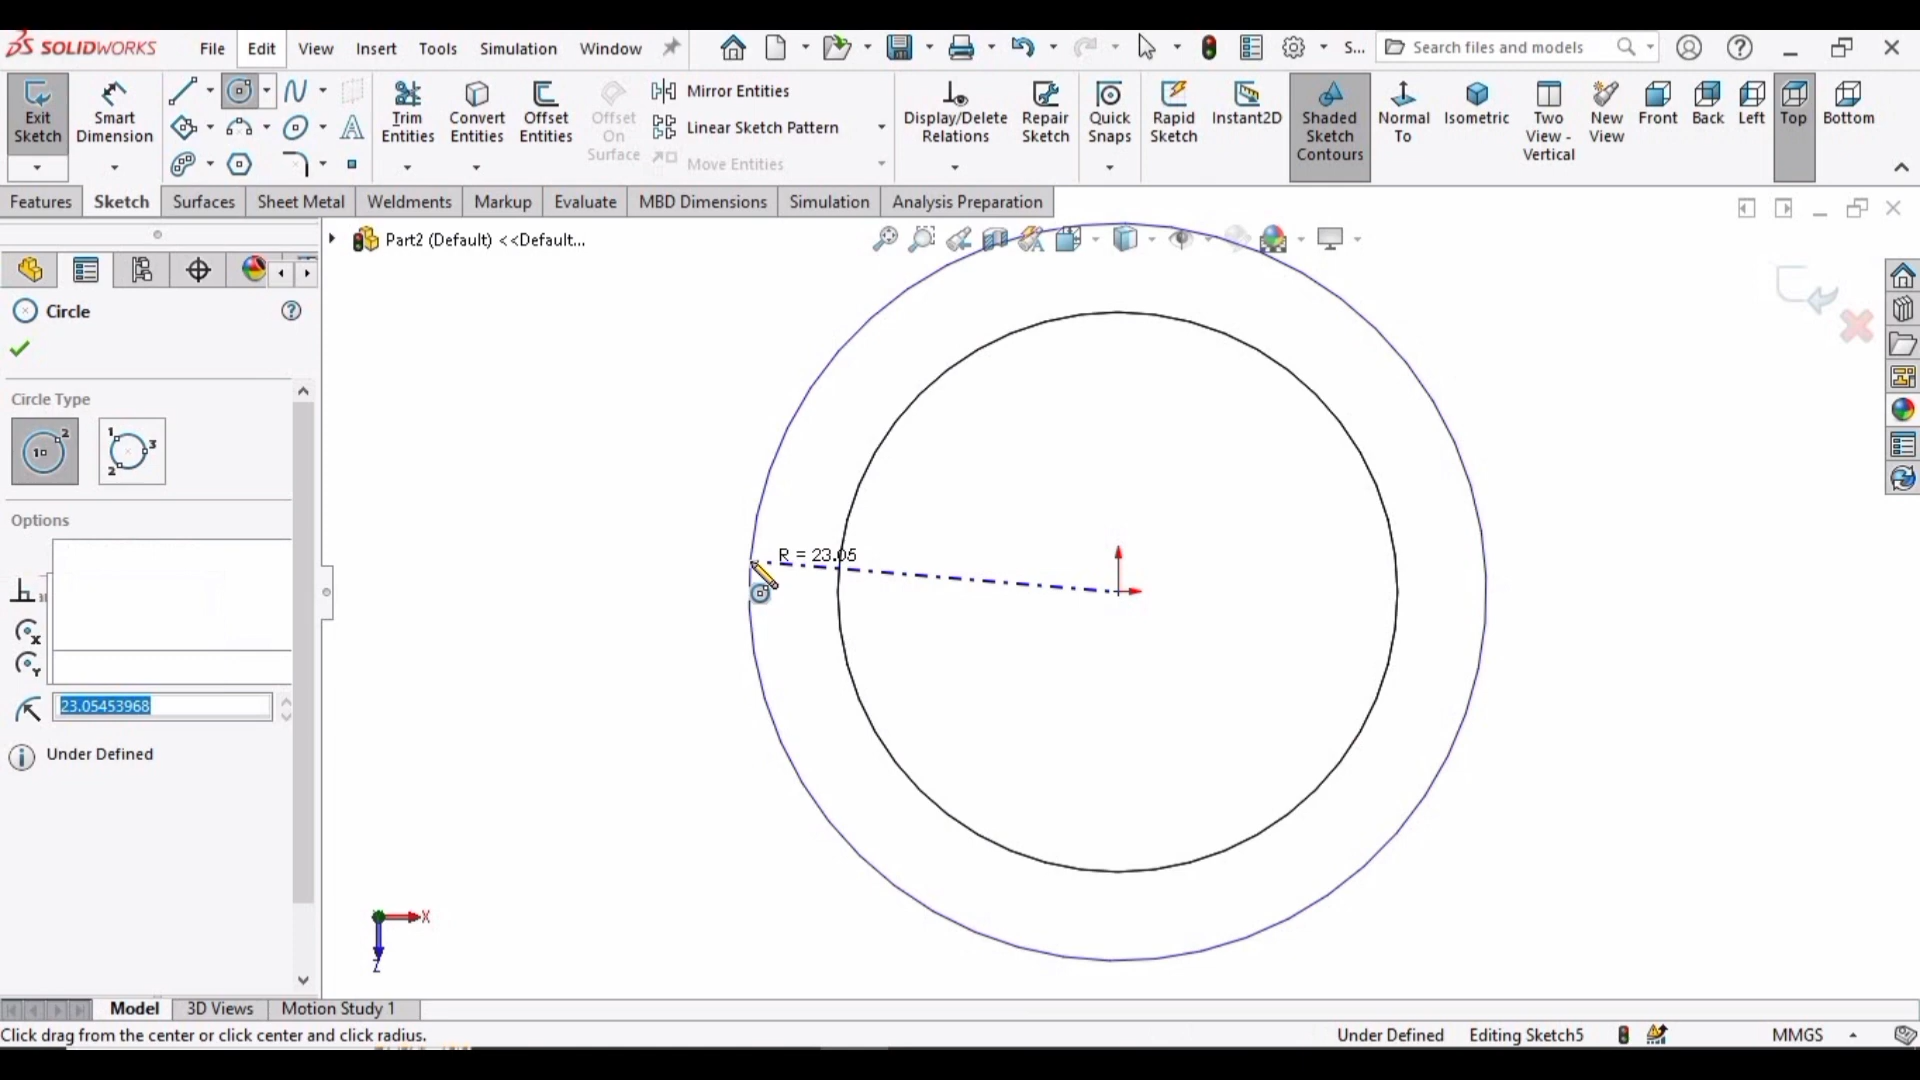 SOLIDWORKS File Edit View Insert Tools Simulation Window S... Search files and models
Exit Sketch
Smart Dimension
Trim Entities
Convert Entities
Offset Entities
Offset On Surface
Mirror Entities
Linear Sketch Pattern
Move Entities
Display/Delete Relations
Repair Sketch
Quick Snaps
Rapid Sketch
Instant2D
Shaded Sketch Contours
Normal To
Isometric
Two View - Vertical
New View
Front
Back
Left
Top
Bottom
Features Sketch Surfaces Sheet Metal Weldments Markup Evaluate MBD Dimensions Simulation Analysis Preparation
Part2 (Default) <<Default...
Circle
Circle Type
1 2
1 2 3
Options
X
Y
23.05453968
Under Defined
R = 23.05
X
Z
Model 3D Views Motion Study 1
Click drag from the center or click center and click radius.
Under Defined Editing Sketch5 MMGS